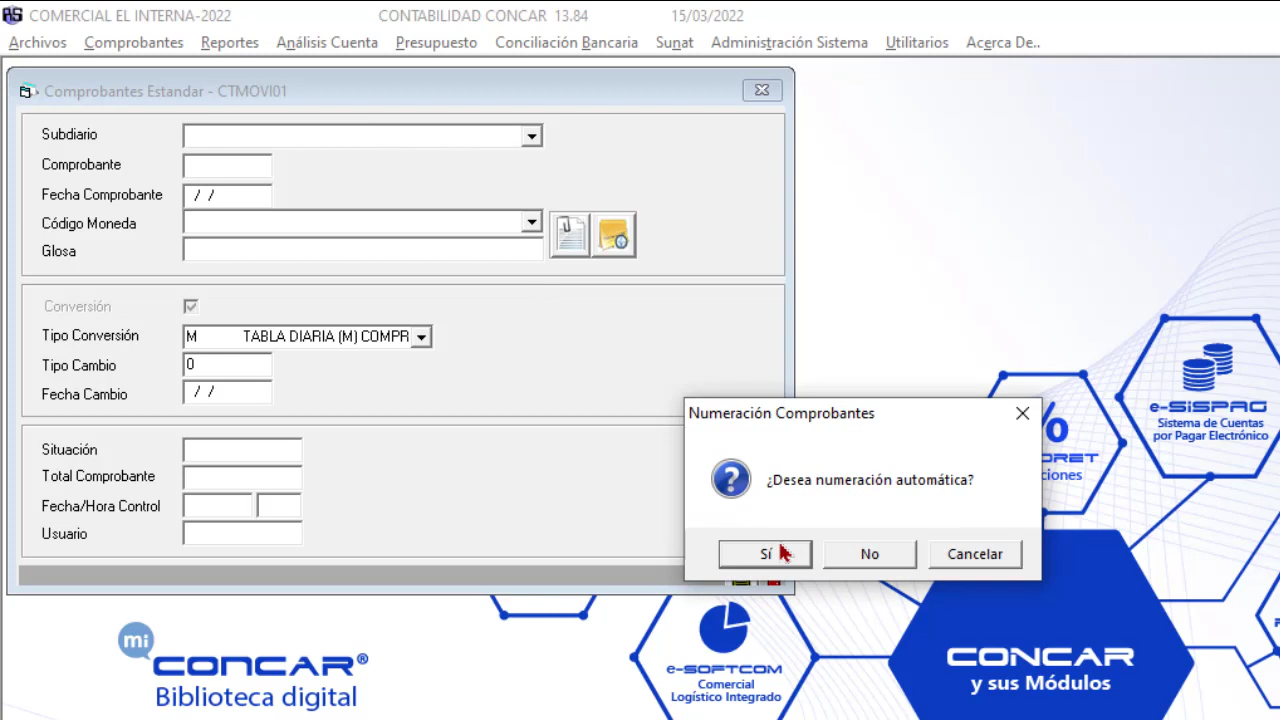 COMERCIAL EL INTERNA-2022 CONTABILIDAD CONCAR 13.84 15/03/2022
Archivos Comprobantes Reportes Análisis Cuenta Presupuesto Conciliación Bancaria Sunat Administración Sistema Utilitarios Acerca De..
Comprobantes Estandar - CTMOVI01
Subdiario
Comprobante
Fecha Comprobante / /
Código Moneda
Glosa
Conversión
Tipo Conversión M TABLA DIARIA (M) COMPR
Tipo Cambio 0
Fecha Cambio / /
Situación
Total Comprobante
Fecha/Hora Control
Usuario
Numeración Comprobantes
¿Desea numeración automática?
Sí No Cancelar
e-SISPAG
Sistema de Cuentas
por Pagar Electrónico
mi
CONCAR®
Biblioteca digital
e-SOFTCOM
Comercial
Logístico Integrado
CONCAR
y sus Módulos